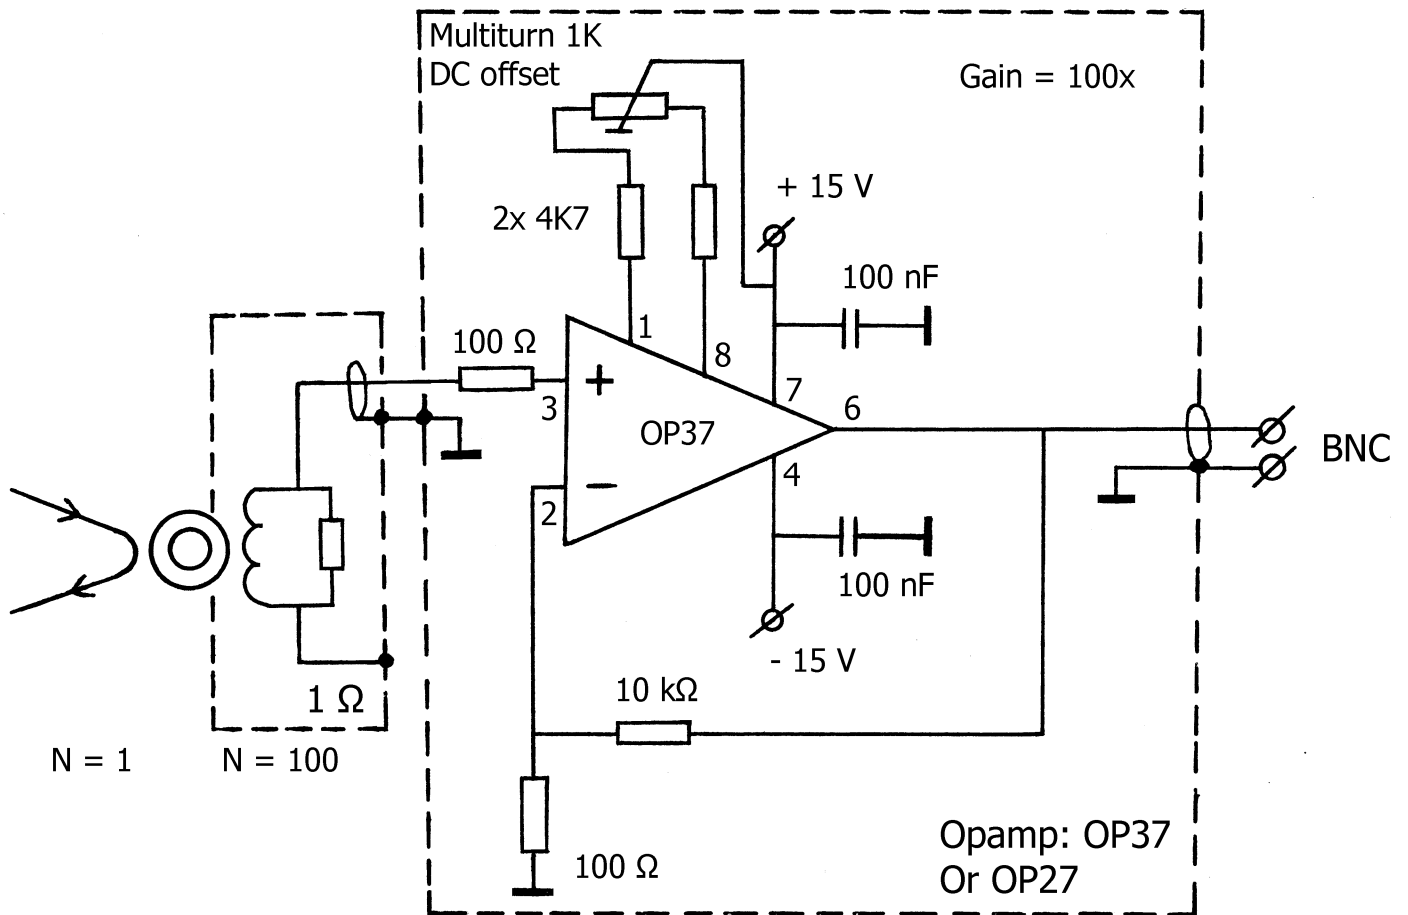 Multiturn 1K
DC offset
Gain = 100x
+ 15 V
2x 4K7
100 nF
100 Ω
1
8
7
3
+
OP37
6
BNC
−
2
4
100 nF
- 15 V
10 kΩ
1 Ω
N = 1
N = 100
100 Ω
Opamp: OP37
Or OP27